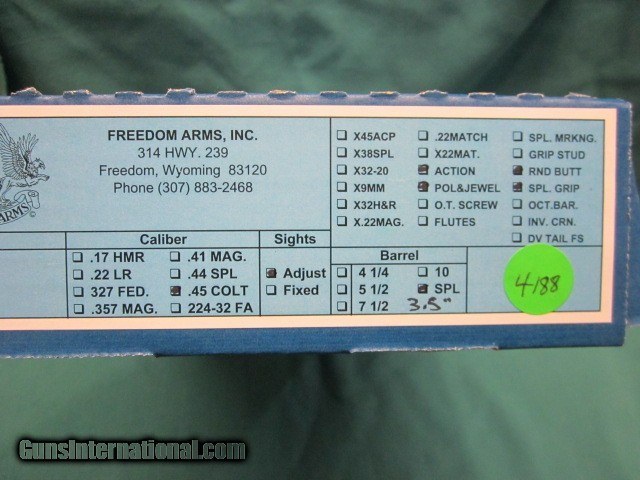 FREEDOM ARMS, INC.
314 HWY. 239
Freedom, Wyoming 83120
Phone (307) 883-2468
ARMS
X45ACP .22MATCH SPL. MRKNG.
X38SPL X22MAT. GRIP STUD
X32-20 ACTION RND BUTT
X9MM POL&JEWEL SPL. GRIP
X32H&R O.T. SCREW OCT.BAR.
X.22MAG. FLUTES INV. CRN.
DV TAIL FS
Caliber Sights Barrel
.17 HMR .41 MAG.
.22 LR .44 SPL Adjust 4 1/4 10
327 FED. .45 COLT Fixed 5 1/2 SPL
.357 MAG. 224-32 FA 7 1/2 3.5"
4188
GunsInternational.com